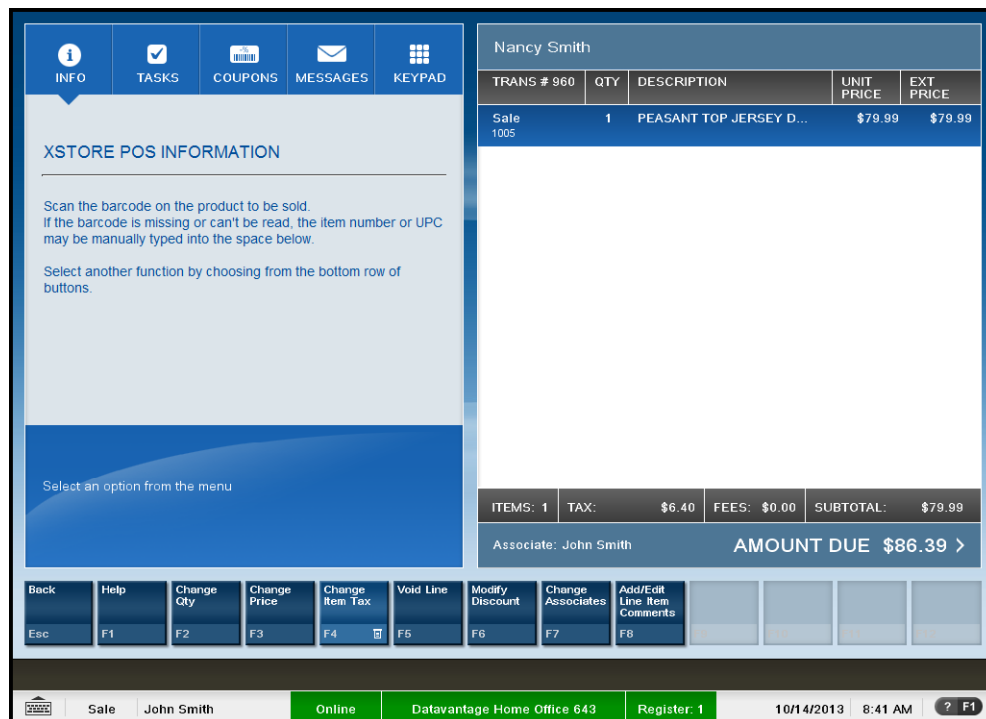 INFO TASKS COUPONS MESSAGES KEYPAD
XSTORE POS INFORMATION
Scan the barcode on the product to be sold.
If the barcode is missing or can't be read, the item number or UPC
may be manually typed into the space below.
Select another function by choosing from the bottom row of
buttons.
Select an option from the menu
Nancy Smith
TRANS # 960 QTY DESCRIPTION UNIT PRICE EXT PRICE
Sale 1 PEASANT TOP JERSEY D... $79.99 $79.99
1005
ITEMS: 1 TAX: $6.40 FEES: $0.00 SUBTOTAL: $79.99
Associate: John Smith AMOUNT DUE $86.39 >
Back Help Change Qty Change Price Change Item Tax Void Line Modify Discount Change Associates Add/Edit Line Item Comments
Esc F1 F2 F3 F4 F5 F6 F7 F8
Sale John Smith Online Datavantage Home Office 643 Register: 1 10/14/2013 8:41 AM ? F1